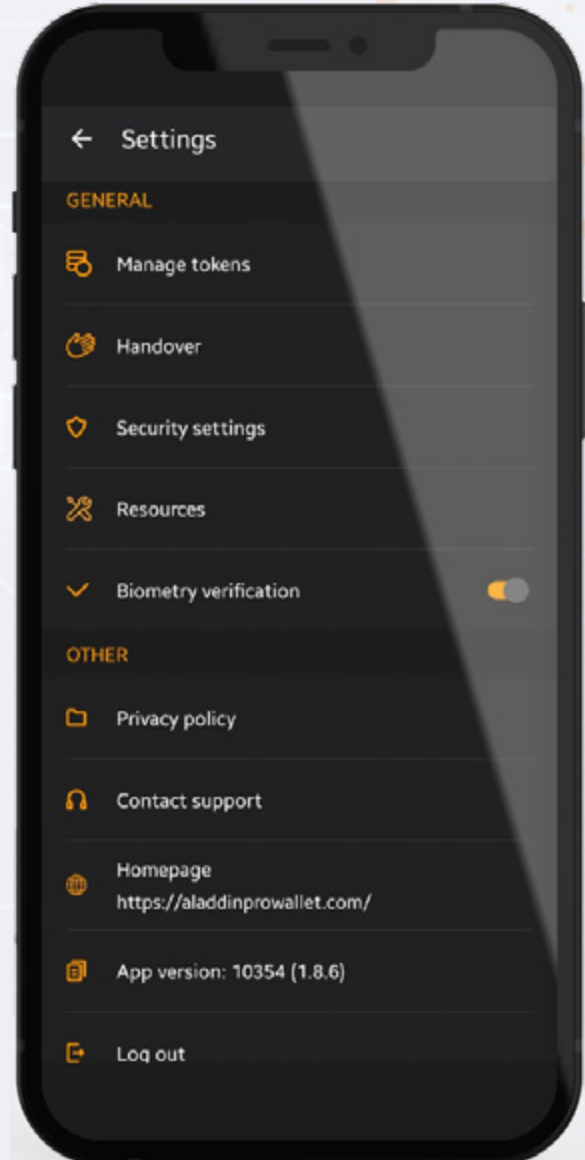 Settings
GENERAL
Manage tokens
Handover
Security settings
Resources
Biometry verification
OTHER
Privacy policy
Contact support
Homepage
https://aladdinprowallet.com/
App version: 10354 (1.8.6)
Log out